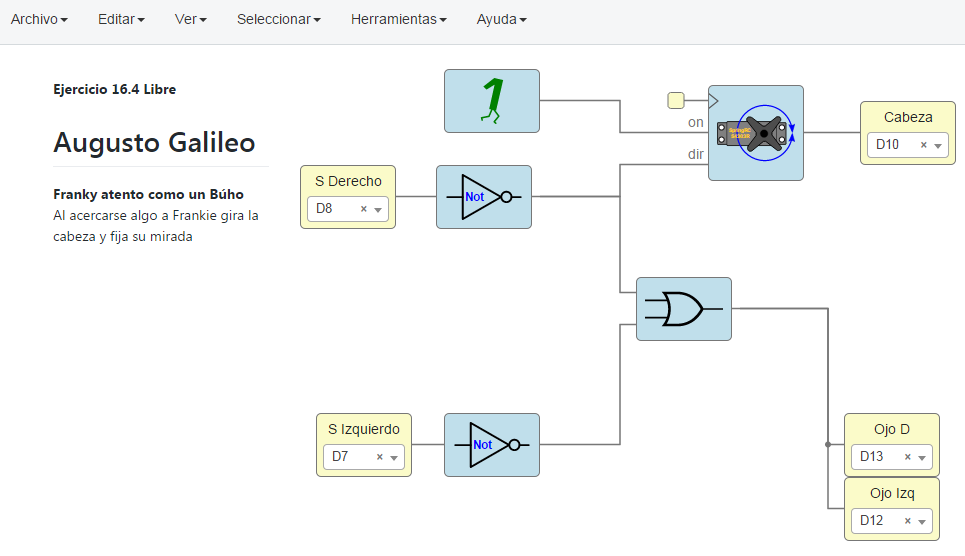 Archivo Editar Ver Seleccionar Herramientas Ayuda
Ejercicio 16.4 Libre
Augusto Galileo
Franky atento como un Búho
Al acercarse algo a Frankie gira la
cabeza y fija su mirada
1
on
dir
Cabeza
D10 ×
S Derecho
D8 ×
Not
S Izquierdo
D7 ×
Not
Ojo D
D13 ×
Ojo Izq
D12 ×